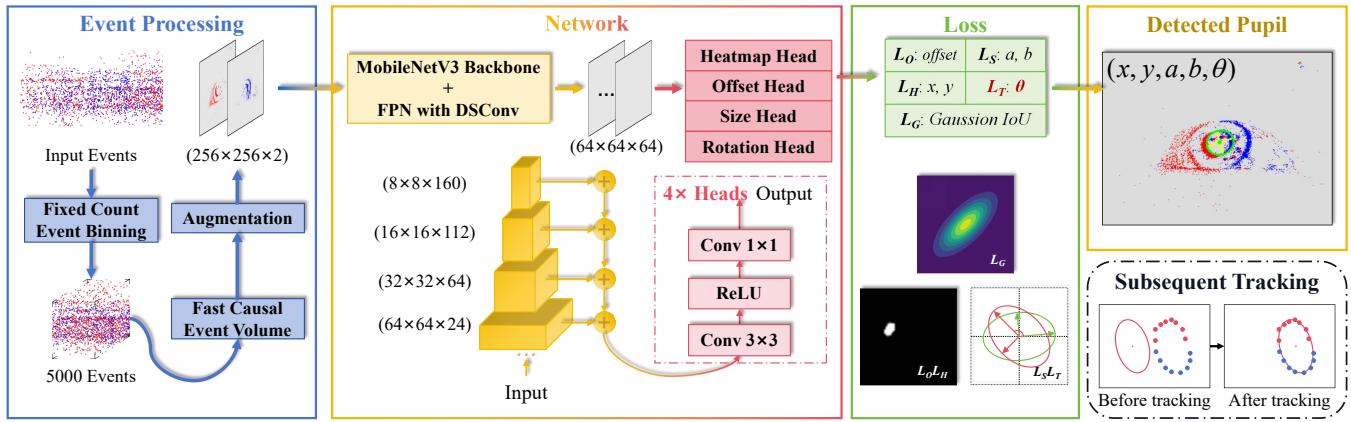 Event Processing
Input Events
(256×256×2)
Fixed Count
Event Binning
Augmentation
Fast Causal
Event Volume
5000 Events
Network
MobileNetV3 Backbone
+
FPN with DSConv
...
(64×64×64)
Heatmap Head
Offset Head
Size Head
Rotation Head
(8×8×160)
(16×16×112)
(32×32×64)
(64×64×24)
Input
4× Heads Output
Conv 1×1
ReLU
Conv 3×3
Loss
L_O: offset
L_S: a, b
L_H: x, y
L_T: θ
L_G: Gaussian IoU
L_G
L_O L_H
L_S L_T
Detected Pupil
(x, y, a, b, θ)
Subsequent Tracking
Before tracking
After tracking